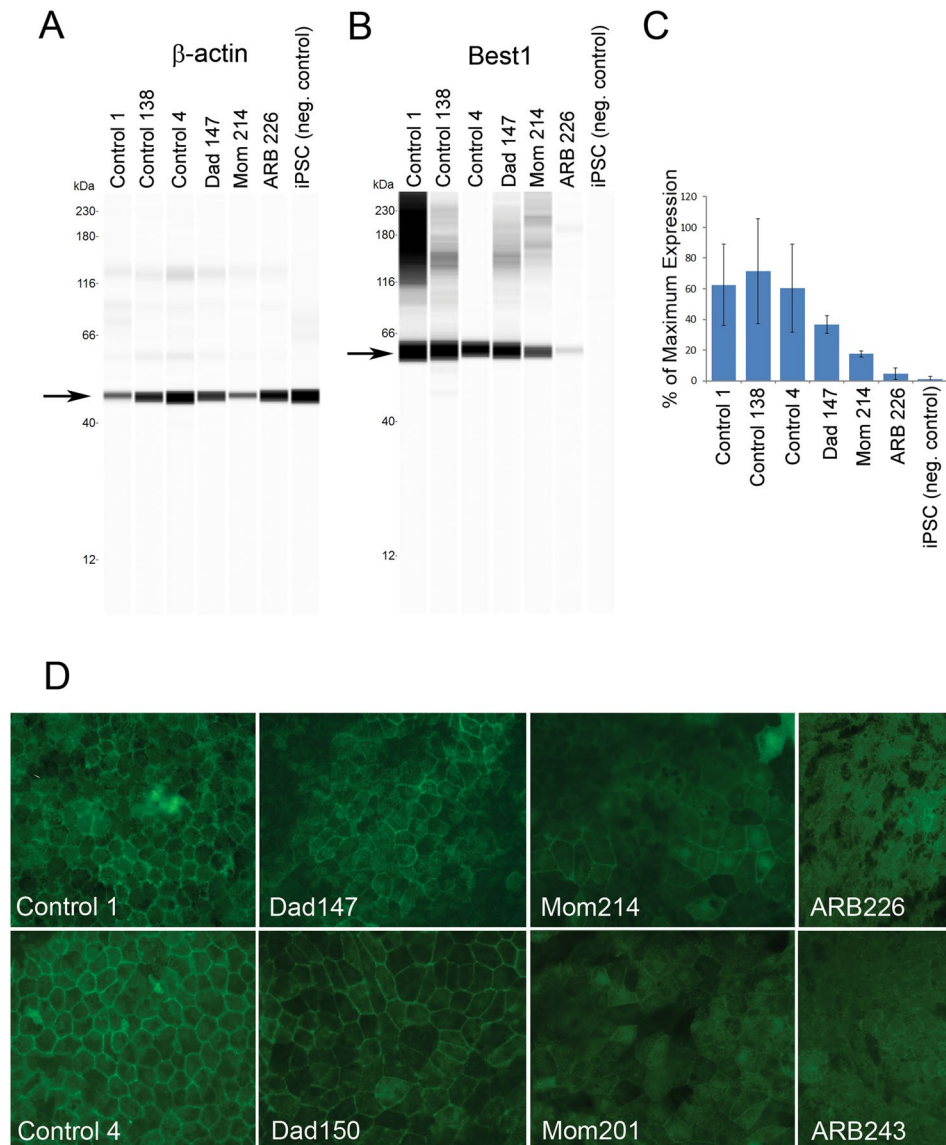 A
β-actin
Control 1
Control 138
Control 4
Dad 147
Mom 214
ARB 226
iPSC (neg. control)
kDa
230-
180-
116-
66-
40-
12-
B
Best1
Control 1
Control 138
Control 4
Dad 147
Mom 214
ARB 226
iPSC (neg. control)
kDa
230-
180-
116-
66-
40-
12-
C
% of Maximum Expression
120
100
80
60
40
20
0
Control 1
Control 138
Control 4
Dad 147
Mom 214
ARB 226
iPSC (neg. control)
D
Control 1
Dad147
Mom214
ARB226
Control 4
Dad150
Mom201
ARB243